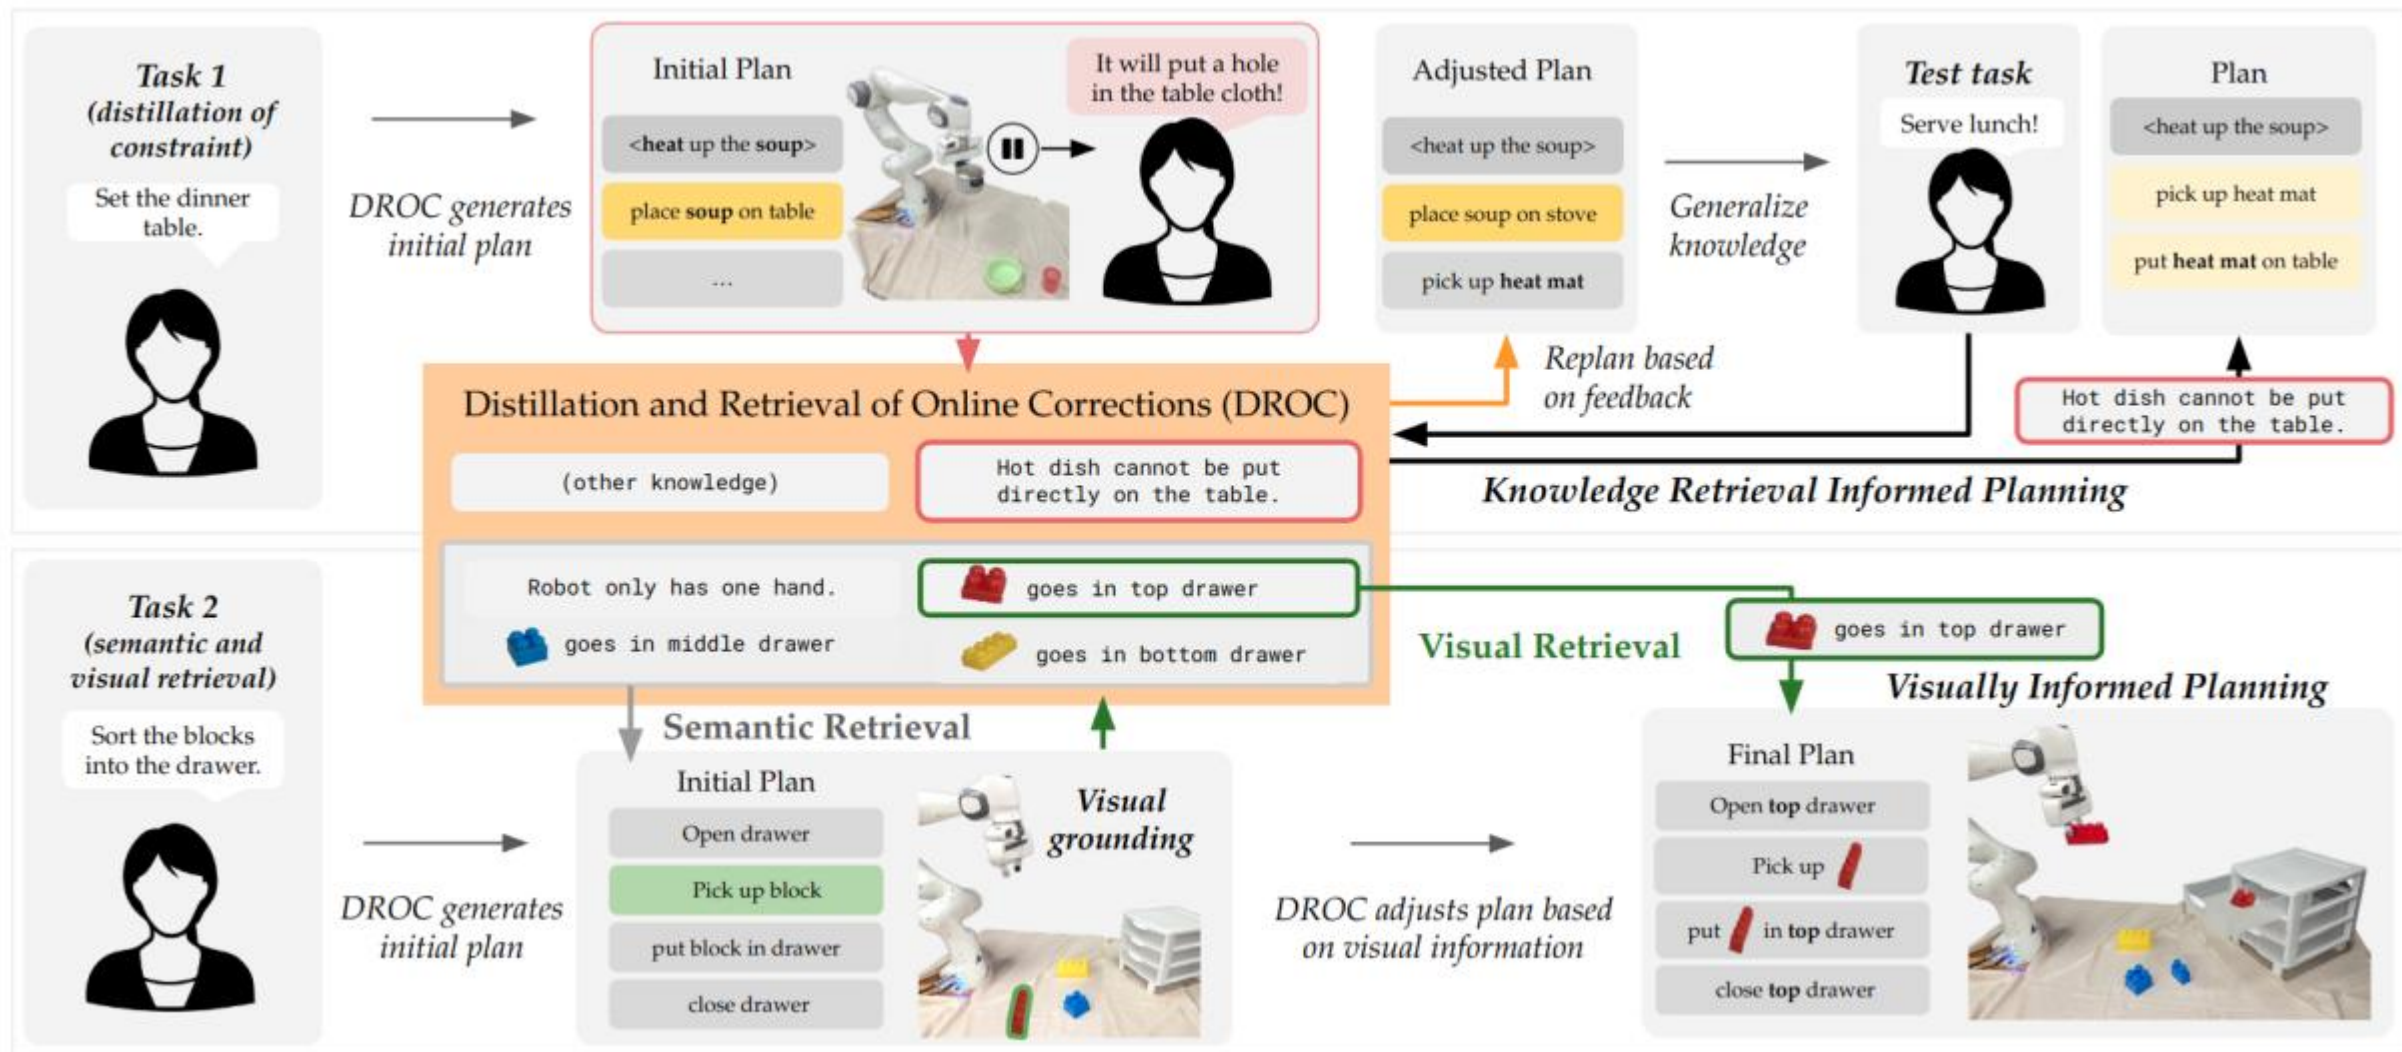 Task 1
(distillation of
constraint)
Set the dinner
table.
DROC generates
initial plan
Initial Plan
<heat up the soup>
place soup on table
...
It will put a hole
in the table cloth!
Adjusted Plan
<heat up the soup>
place soup on stove
pick up heat mat
Generalize
knowledge
Test task
Serve lunch!
Plan
<heat up the soup>
pick up heat mat
put heat mat on table
Replan based
on feedback
Hot dish cannot be put
directly on the table.
Knowledge Retrieval Informed Planning
Distillation and Retrieval of Online Corrections (DROC)
(other knowledge)
Hot dish cannot be put
directly on the table.
Robot only has one hand.
goes in top drawer
goes in middle drawer
goes in bottom drawer
Task 2
(semantic and
visual retrieval)
Sort the blocks
into the drawer.
DROC generates
initial plan
Semantic Retrieval
Initial Plan
Open drawer
Pick up block
put block in drawer
close drawer
Visual
grounding
Visual Retrieval
goes in top drawer
Visually Informed Planning
DROC adjusts plan based
on visual information
Final Plan
Open top drawer
Pick up
put in top drawer
close top drawer